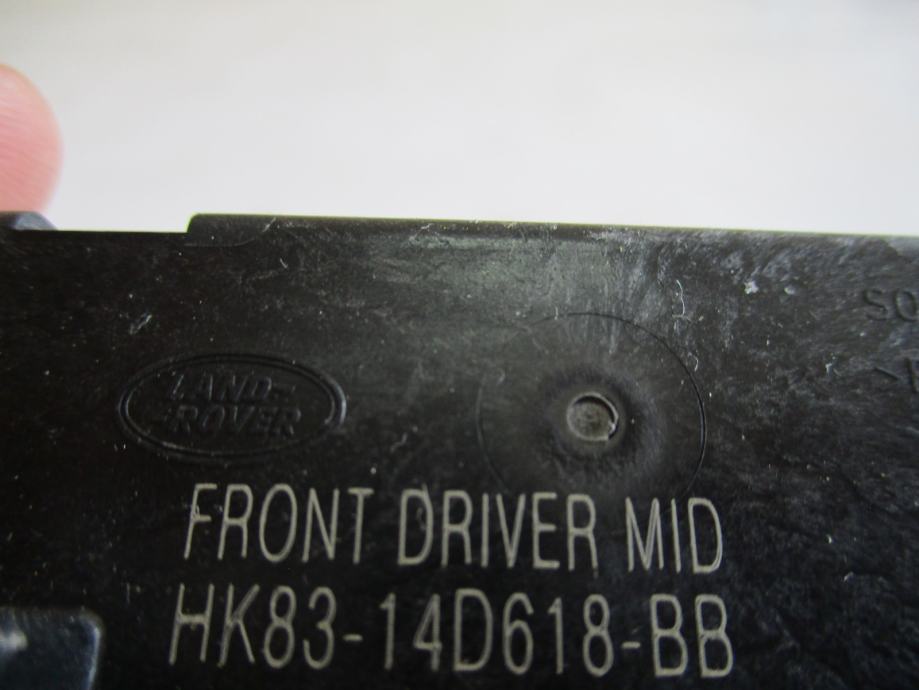 LAND-
-ROVER
FRONT DRIVER MID
HK83-14D618-BB